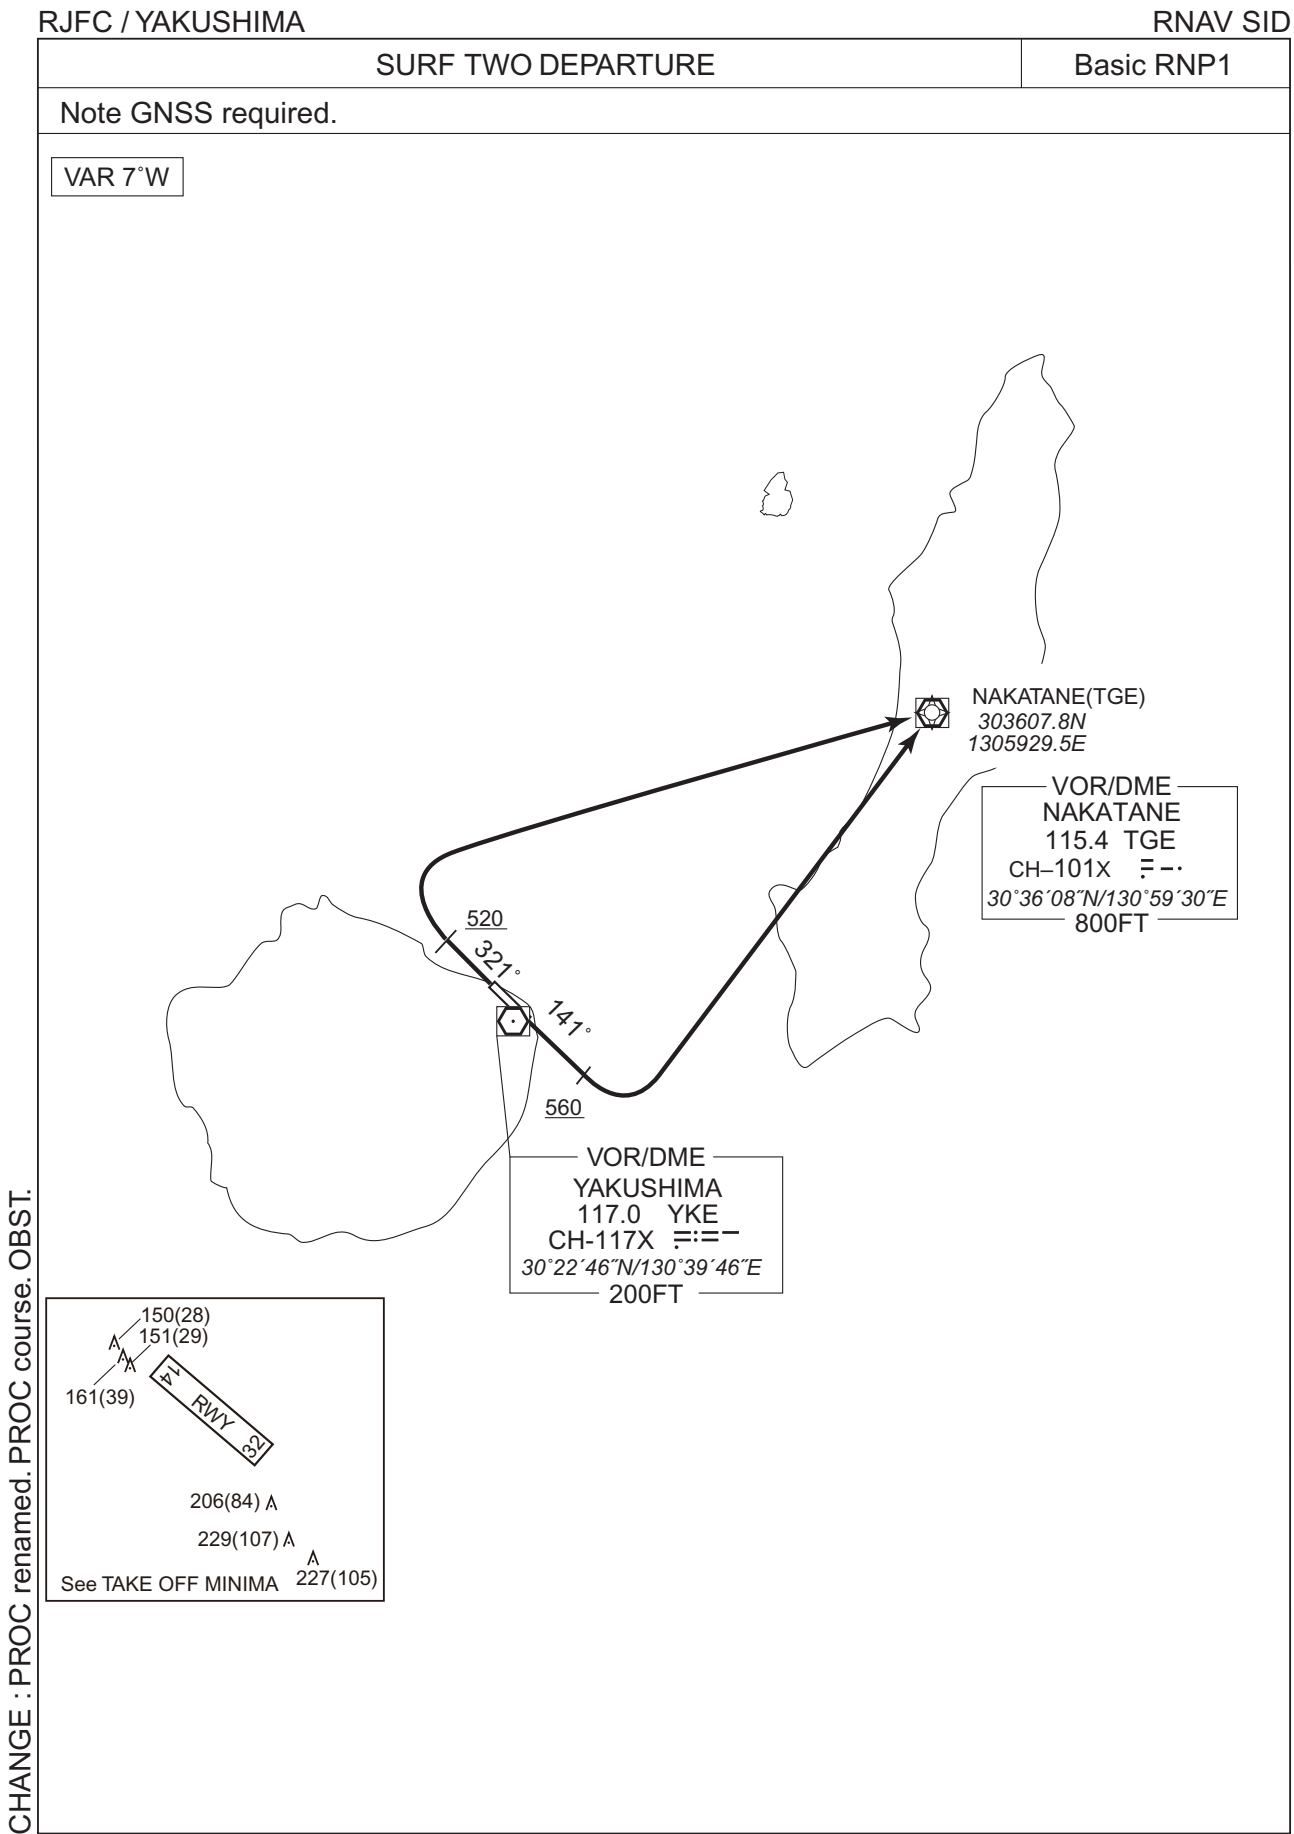 RJFC / YAKUSHIMA
RNAV SID
SURF TWO DEPARTURE
Basic RNP1
Note GNSS required.
VAR 7°W
NAKATANE(TGE)
303607.8N
1305929.5E
VOR/DME
NAKATANE
115.4 TGE
CH–101X
30°36´08˝N/130°59´30˝E
800FT
520
321°
141°
560
VOR/DME
YAKUSHIMA
117.0 YKE
CH-117X
30°22´46˝N/130°39´46˝E
200FT
150(28)
151(29)
161(39)
14 RWY 32
206(84)
229(107)
227(105)
See TAKE OFF MINIMA
CHANGE : PROC renamed. PROC course. OBST.